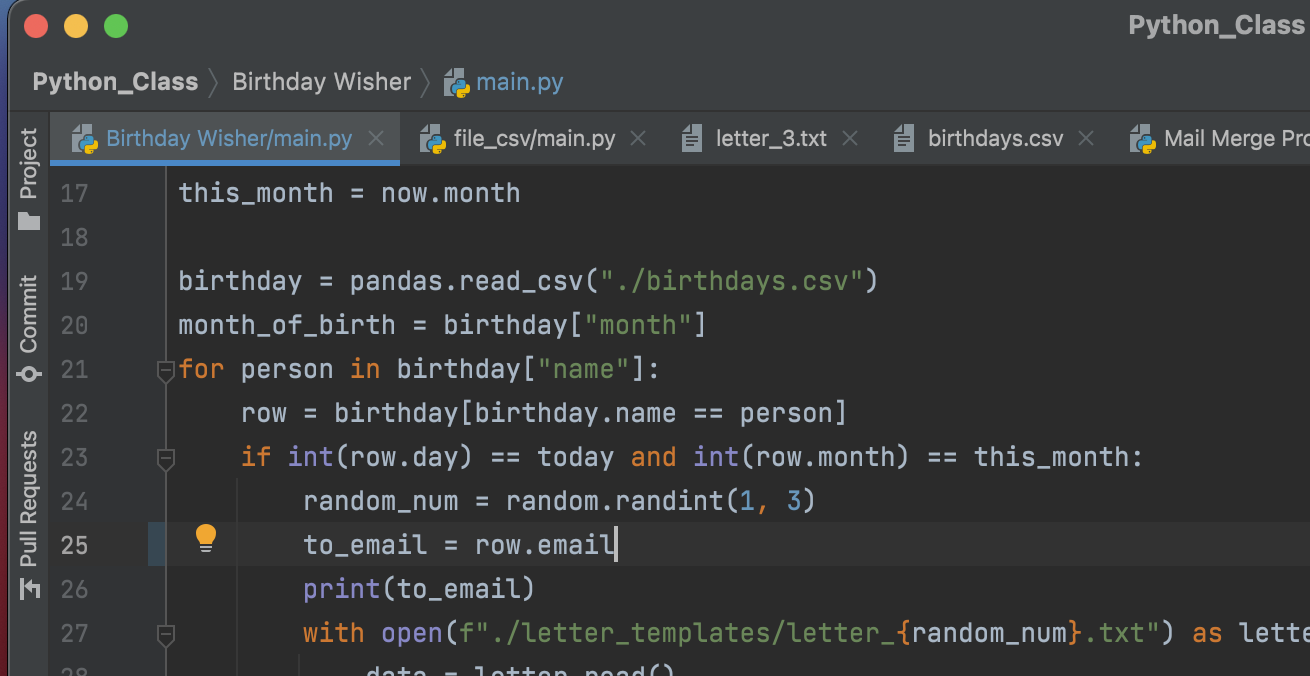 Python_Class
Python_Class 〉 Birthday Wisher 〉 main.py
Birthday Wisher/main.py × file_csv/main.py × letter_3.txt × birthdays.csv × Mail Merge Pro
Project
Commit
Pull Requests
17 this_month = now.month
18
19 birthday = pandas.read_csv("./birthdays.csv")
20 month_of_birth = birthday["month"]
21 for person in birthday["name"]:
22     row = birthday[birthday.name == person]
23     if int(row.day) == today and int(row.month) == this_month:
24         random_num = random.randint(1, 3)
25         to_email = row.email
26         print(to_email)
27         with open(f"./letter_templates/letter_{random_num}.txt") as lette
28             data = letter.read()